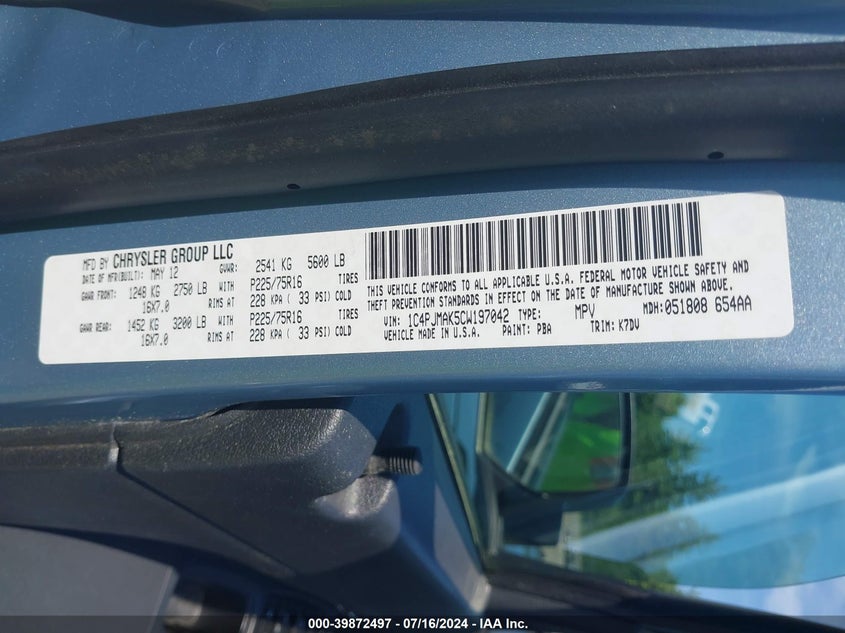 MFD BY CHRYSLER GROUP LLC
DATE OF MFR(BUILT): MAY 12 GVWR: 2541 KG 5600 LB
GAWR FRONT: 1248 KG 2750 LB WITH P225/75R16 TIRES
16X7.0 RIMS AT 228 KPA ( 33 PSI) COLD
GAWR REAR: 1452 KG 3200 LB WITH P225/75R16 TIRES
16X7.0 RIMS AT 228 KPA ( 33 PSI) COLD
THIS VEHICLE CONFORMS TO ALL APPLICABLE U.S.A. FEDERAL MOTOR VEHICLE SAFETY AND
THEFT PREVENTION STANDARDS IN EFFECT ON THE DATE OF MANUFACTURE SHOWN ABOVE.
VIN: 1C4PJMAK5CW197042 TYPE: MPV MDH: 051808 654AA
VEHICLE MADE IN U.S.A. PAINT: PBA TRIM: K7DV
000-39872497 - 07/16/2024 - IAA Inc.